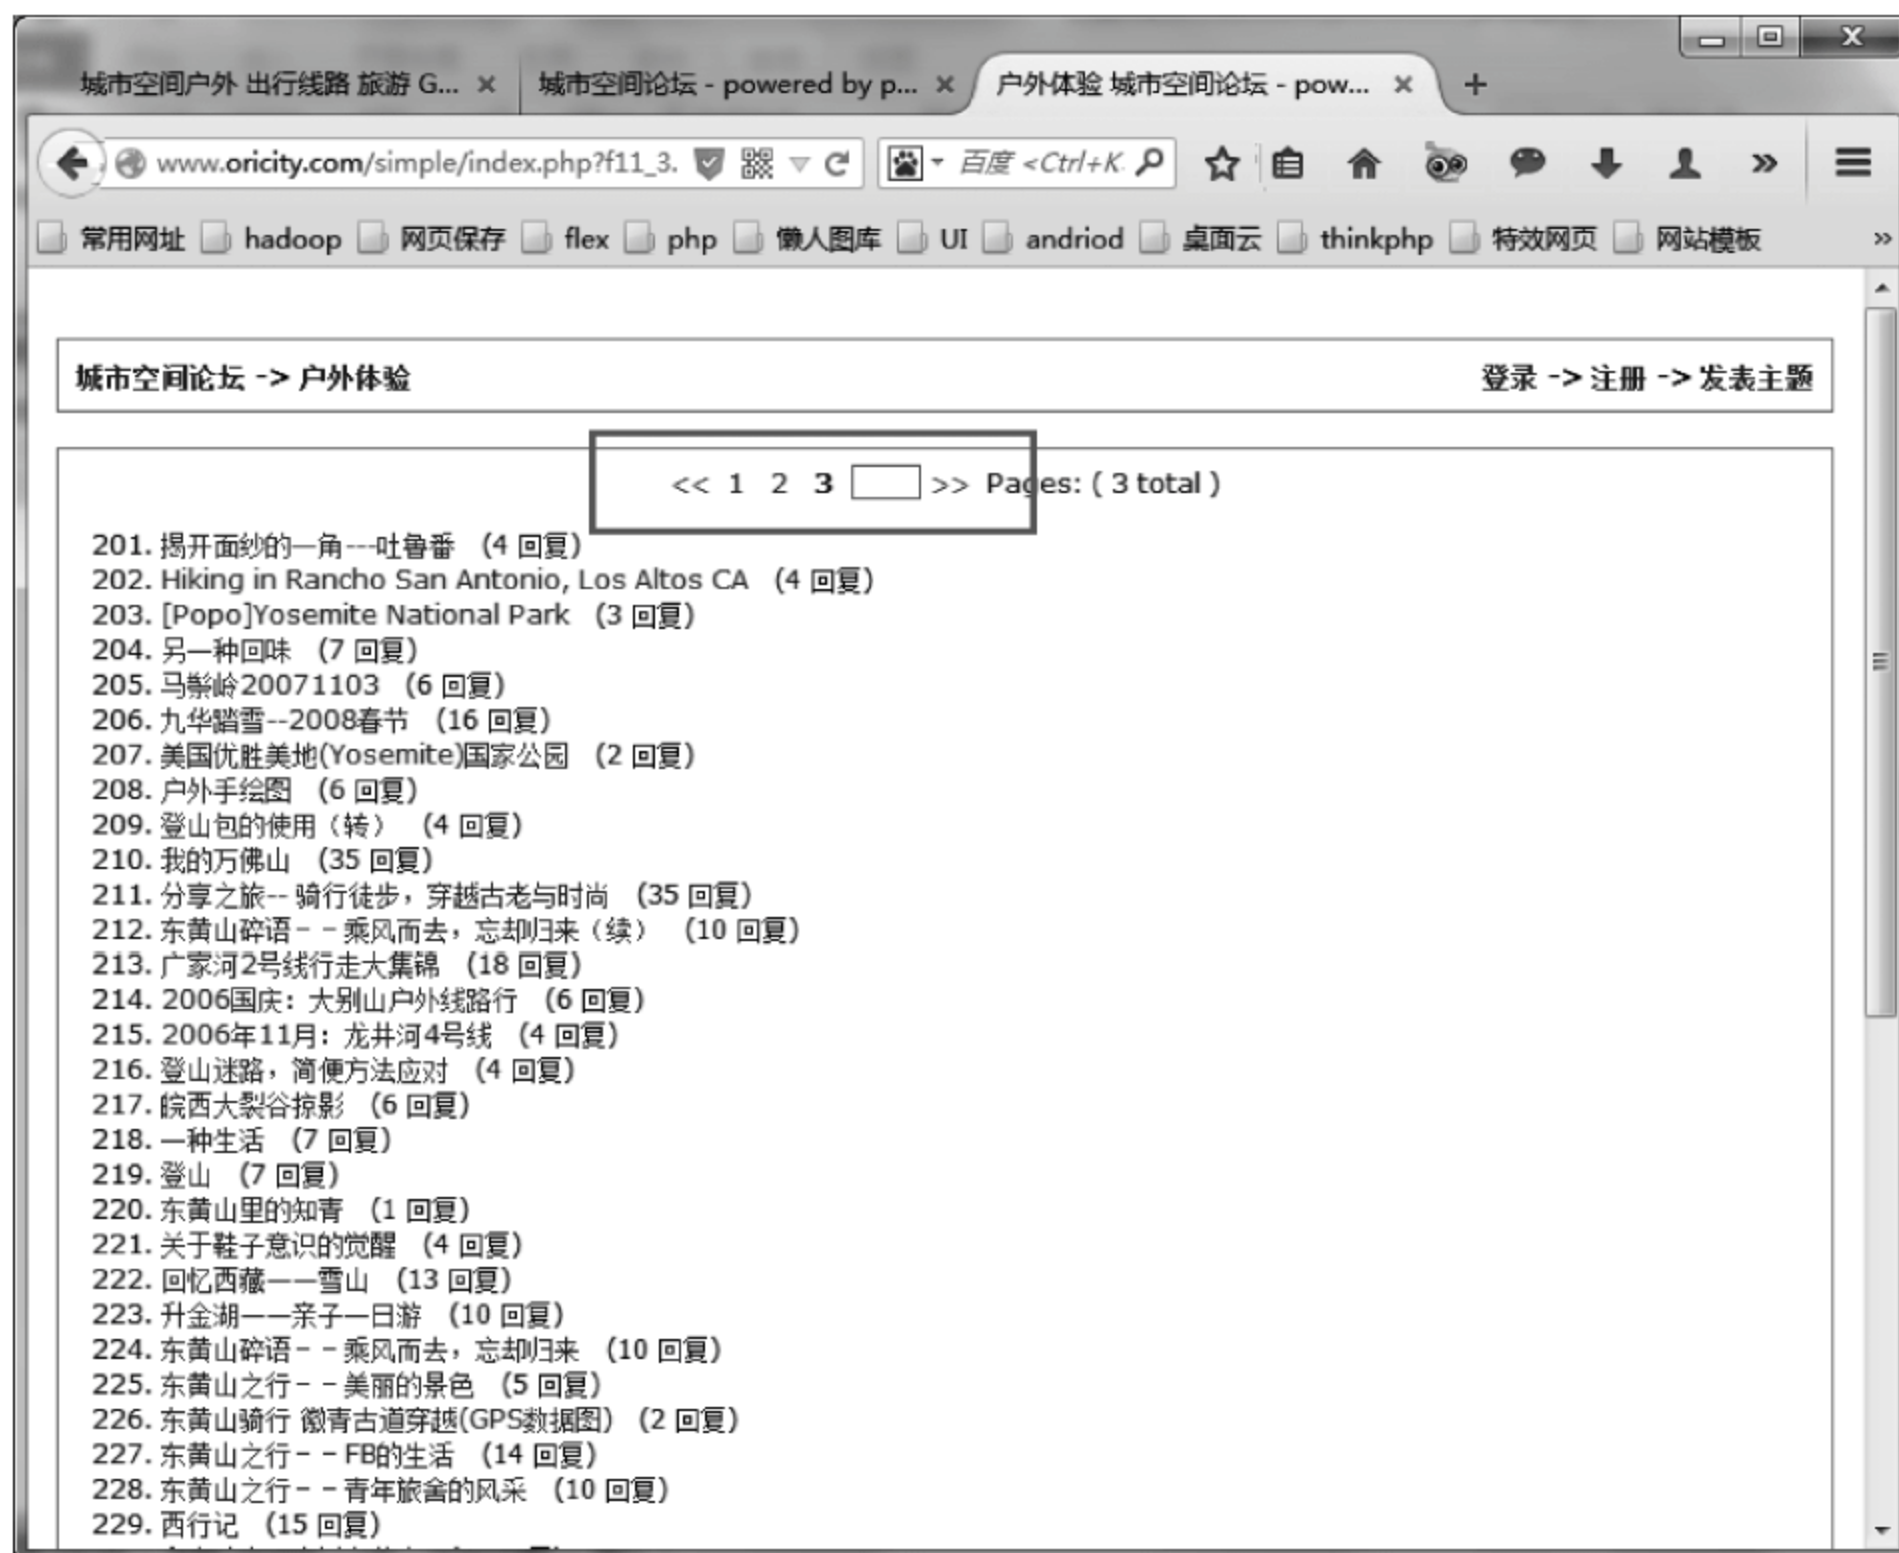 城市空间户外 出行线路 旅游 G... × 城市空间论坛 - powered by p... × 户外体验 城市空间论坛 - pow... × +
www.oricity.com/simple/index.php?f11_3. 百度 <Ctrl+K.
常用网址 hadoop 网页保存 flex php 懒人图库 UI andriod 桌面云 thinkphp 特效网页 网站模板 »
城市空间论坛 -> 户外体验 登录 -> 注册 -> 发表主题
<< 1 2 3 >> Pages: ( 3 total )
201. 揭开面纱的一角---吐鲁番 (4 回复)
202. Hiking in Rancho San Antonio, Los Altos CA (4 回复)
203. [Popo]Yosemite National Park (3 回复)
204. 另一种回味 (7 回复)
205. 马鬃岭20071103 (6 回复)
206. 九华踏雪--2008春节 (16 回复)
207. 美国优胜美地(Yosemite)国家公园 (2 回复)
208. 户外手绘图 (6 回复)
209. 登山包的使用（转） (4 回复)
210. 我的万佛山 (35 回复)
211. 分享之旅-- 骑行徒步，穿越古老与时尚 (35 回复)
212. 东黄山碎语－－乘风而去，忘却归来（续） (10 回复)
213. 广家河2号线行走大集锦 (18 回复)
214. 2006国庆：大别山户外线路行 (6 回复)
215. 2006年11月：龙井河4号线 (4 回复)
216. 登山迷路，简便方法应对 (4 回复)
217. 皖西大裂谷掠影 (6 回复)
218. 一种生活 (7 回复)
219. 登山 (7 回复)
220. 东黄山里的知青 (1 回复)
221. 关于鞋子意识的觉醒 (4 回复)
222. 回忆西藏——雪山 (13 回复)
223. 升金湖——亲子一日游 (10 回复)
224. 东黄山碎语－－乘风而去，忘却归来 (10 回复)
225. 东黄山之行－－美丽的景色 (5 回复)
226. 东黄山骑行 徽青古道穿越(GPS数据图) (2 回复)
227. 东黄山之行－－FB的生活 (14 回复)
228. 东黄山之行－－青年旅舍的风采 (10 回复)
229. 西行记 (15 回复)